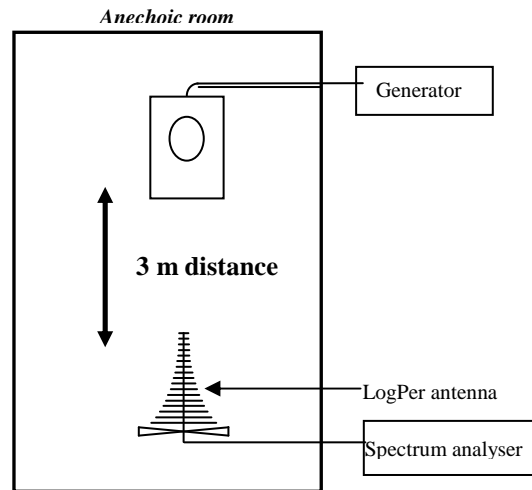 Anechoic room
Generator
3 m distance
LogPer antenna
Spectrum analyser